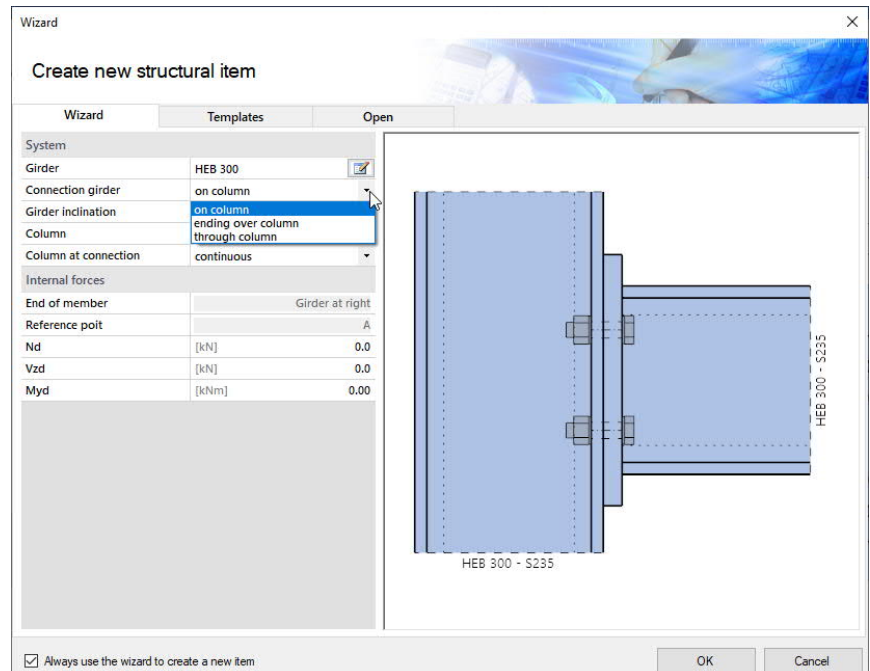 Wizard
Create new structural item
Wizard Templates Open
System
Girder HEB 300
Connection girder on column
Girder inclination on column
ending over column
Column through column
Column at connection continuous
Internal forces
End of member Girder at right
Reference poit A
Nd [kN] 0.0
Vzd [kN] 0.0
Myd [kNm] 0.00
HEB 300 - S235
HEB 300 - S235
Always use the wizard to create a new item
OK Cancel